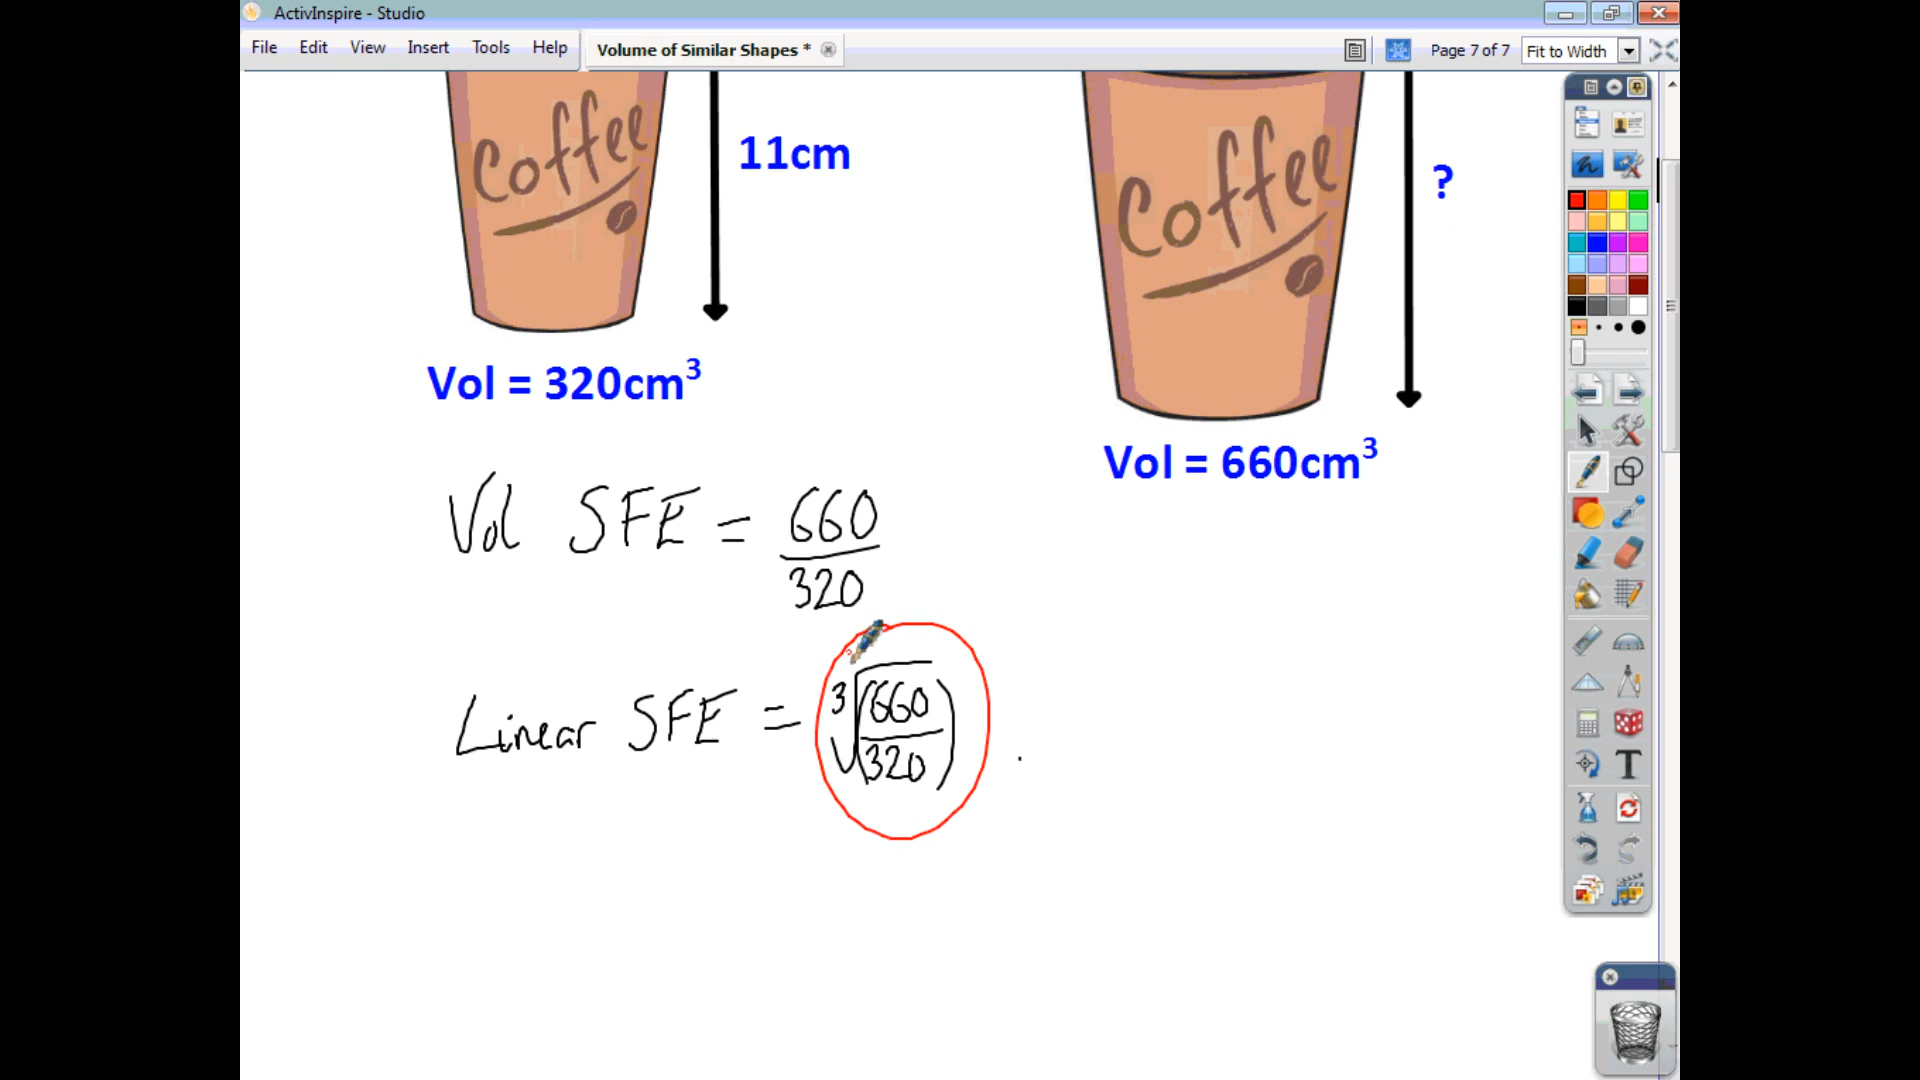 ActivInspire - Studio
File Edit View Insert Tools Help
Volume of Similar Shapes *
Page 7 of 7
Fit to Width
Coffee
11cm
Coffee
?
Vol = 320cm³
Vol = 660cm³
Vol SFE = 660
320
Linear SFE = ³√(660
320)